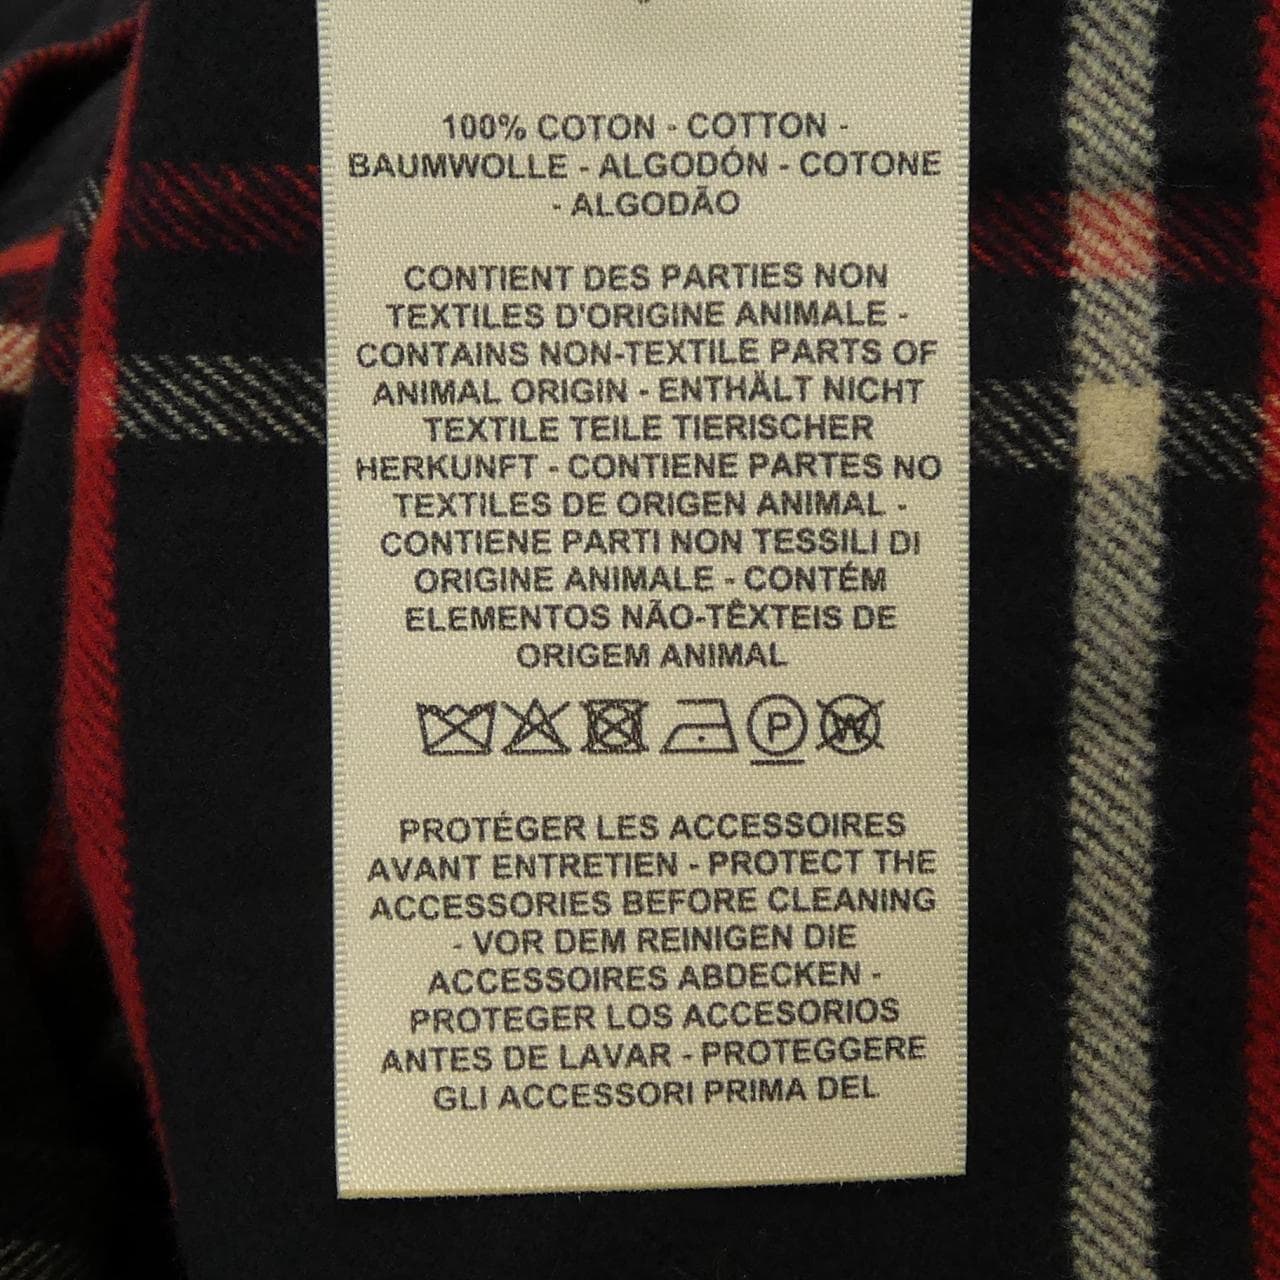 100% COTON - COTTON -
BAUMWOLLE - ALGODÓN - COTONE
- ALGODÃO
CONTIENT DES PARTIES NON
TEXTILES D'ORIGINE ANIMALE -
CONTAINS NON-TEXTILE PARTS OF
ANIMAL ORIGIN - ENTHÄLT NICHT
TEXTILE TEILE TIERISCHER
HERKUNFT - CONTIENE PARTES NO
TEXTILES DE ORIGEN ANIMAL -
CONTIENE PARTI NON TESSILI DI
ORIGINE ANIMALE - CONTÉM
ELEMENTOS NÃO-TÊXTEIS DE
ORIGEM ANIMAL
P W
PROTÉGER LES ACCESSOIRES
AVANT ENTRETIEN - PROTECT THE
ACCESSORIES BEFORE CLEANING
- VOR DEM REINIGEN DIE
ACCESSOIRES ABDECKEN -
PROTEGER LOS ACCESORIOS
ANTES DE LAVAR - PROTEGGERE
GLI ACCESSORI PRIMA DEL